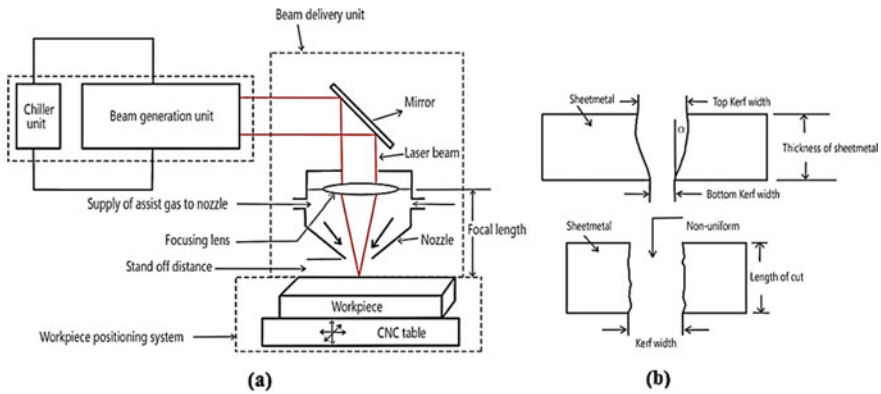 Beam delivery unit
Chiller
unit
Beam generation unit
Mirror
Laser beam
Supply of assist gas to nozzle
Focusing lens
Nozzle
Focal length
Stand off distance
Workpiece
CNC table
Workpiece positioning system
(a)
Sheetmetal
Top Kerf width
α
Thickness of sheetmetal
Bottom Kerf width
Sheetmetal
Non-uniform
Length of cut
Kerf width
(b)